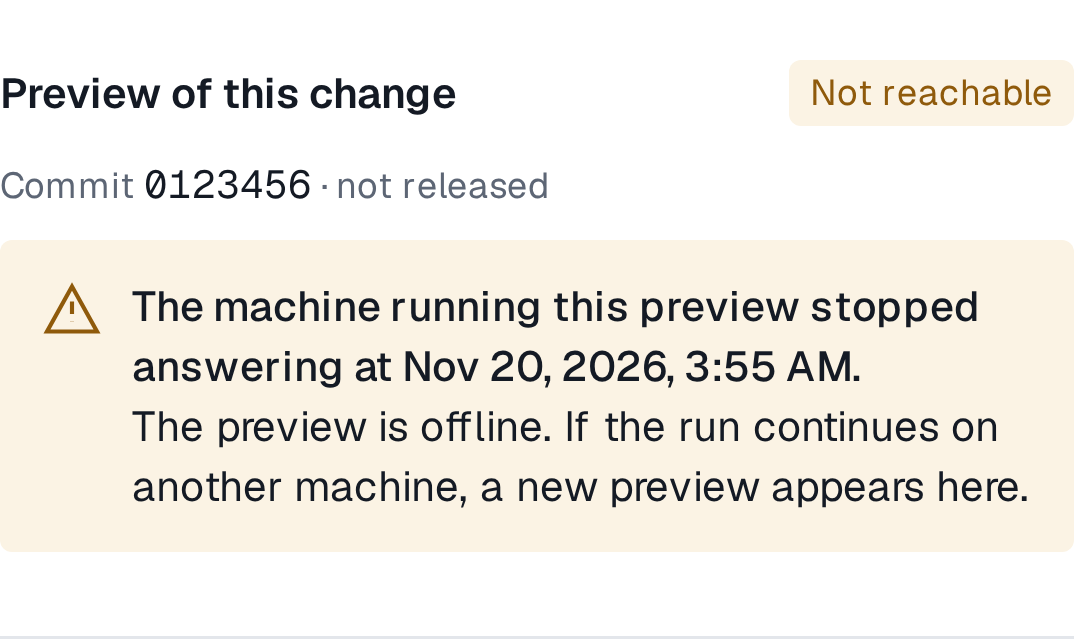 Preview of this change
Not reachable
Commit 0123456 · not released
The machine running this preview stopped
answering at Nov 20, 2026, 3:55 AM.
The preview is offline. If the run continues on
another machine, a new preview appears here.